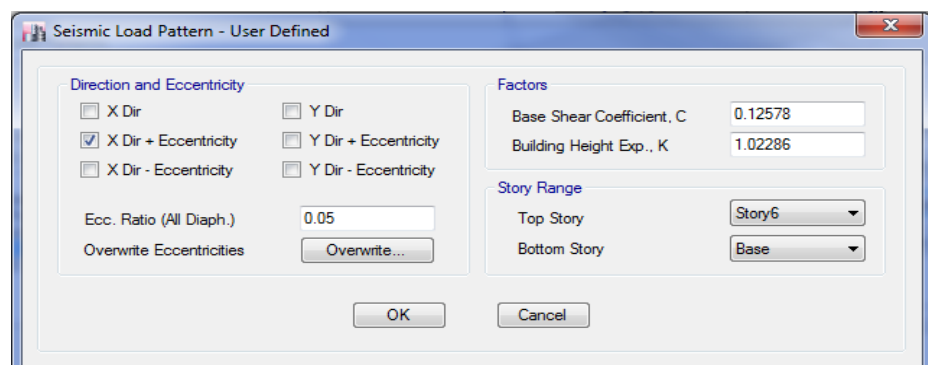 Seismic Load Pattern - User Defined
Direction and Eccentricity
X Dir
Y Dir
X Dir + Eccentricity
Y Dir + Eccentricity
X Dir - Eccentricity
Y Dir - Eccentricity
Ecc. Ratio (All Diaph.)
0.05
Overwrite Eccentricities
Overwrite...
Factors
Base Shear Coefficient, C
0.12578
Building Height Exp., K
1.02286
Story Range
Top Story
Story6
Bottom Story
Base
OK
Cancel